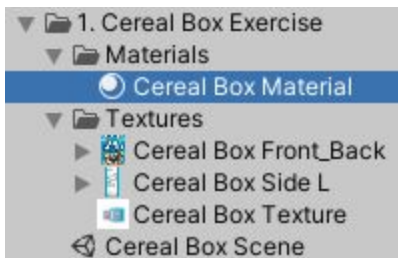 1. Cereal Box Exercise
Materials
Cereal Box Material
Textures
Cereal Box Front_Back
Cereal Box Side L
Cereal Box Texture
Cereal Box Scene